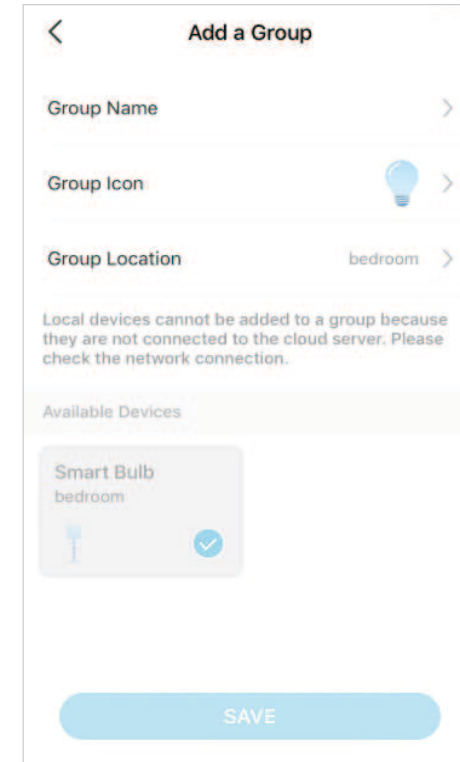 Add a Group
Group Name
Group Icon
Group Location bedroom
Local devices cannot be added to a group because
they are not connected to the cloud server. Please
check the network connection.
Available Devices
Smart Bulb
bedroom
SAVE